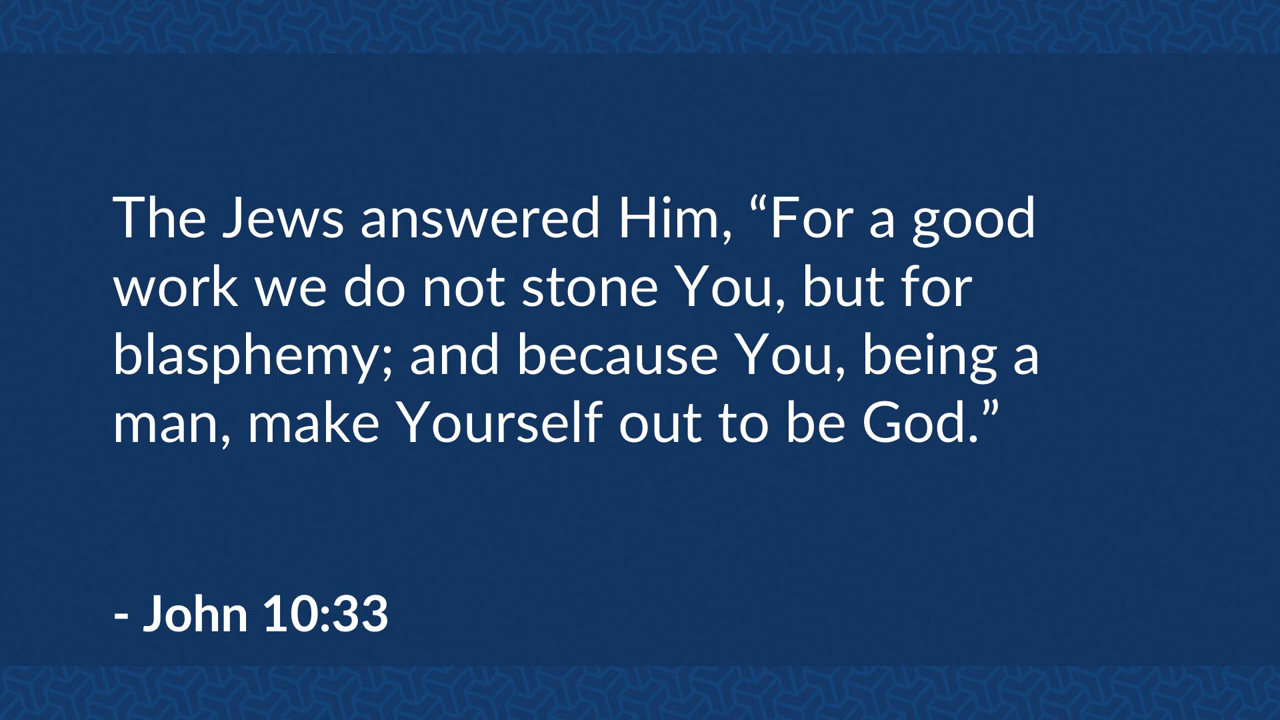 The Jews answered Him, “For a good
work we do not stone You, but for
blasphemy; and because You, being a
man, make Yourself out to be God.”
- John 10:33